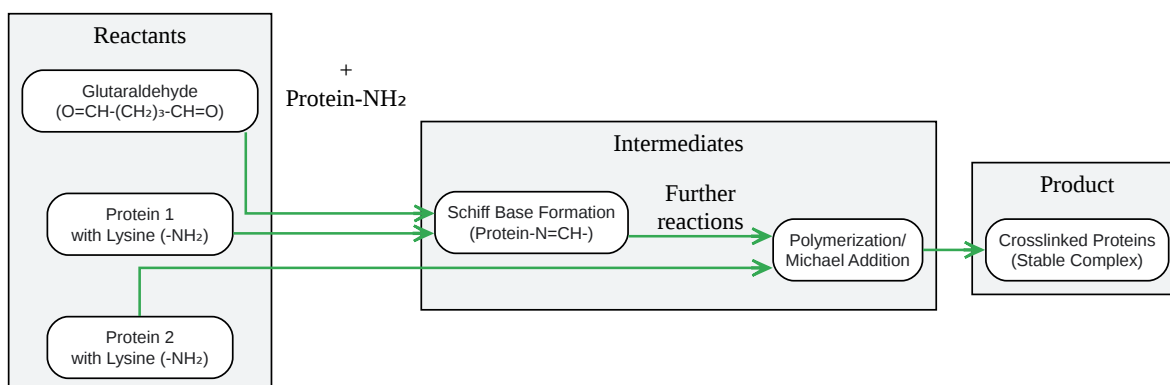 Reactants
Glutaraldehyde
(O=CH-(CH₂)₃-CH=O)
+
Protein-NH₂
Protein 1
with Lysine (-NH₂)
Protein 2
with Lysine (-NH₂)
Intermediates
Schiff Base Formation
(Protein-N=CH-)
Further
reactions
Polymerization/
Michael Addition
Product
Crosslinked Proteins
(Stable Complex)